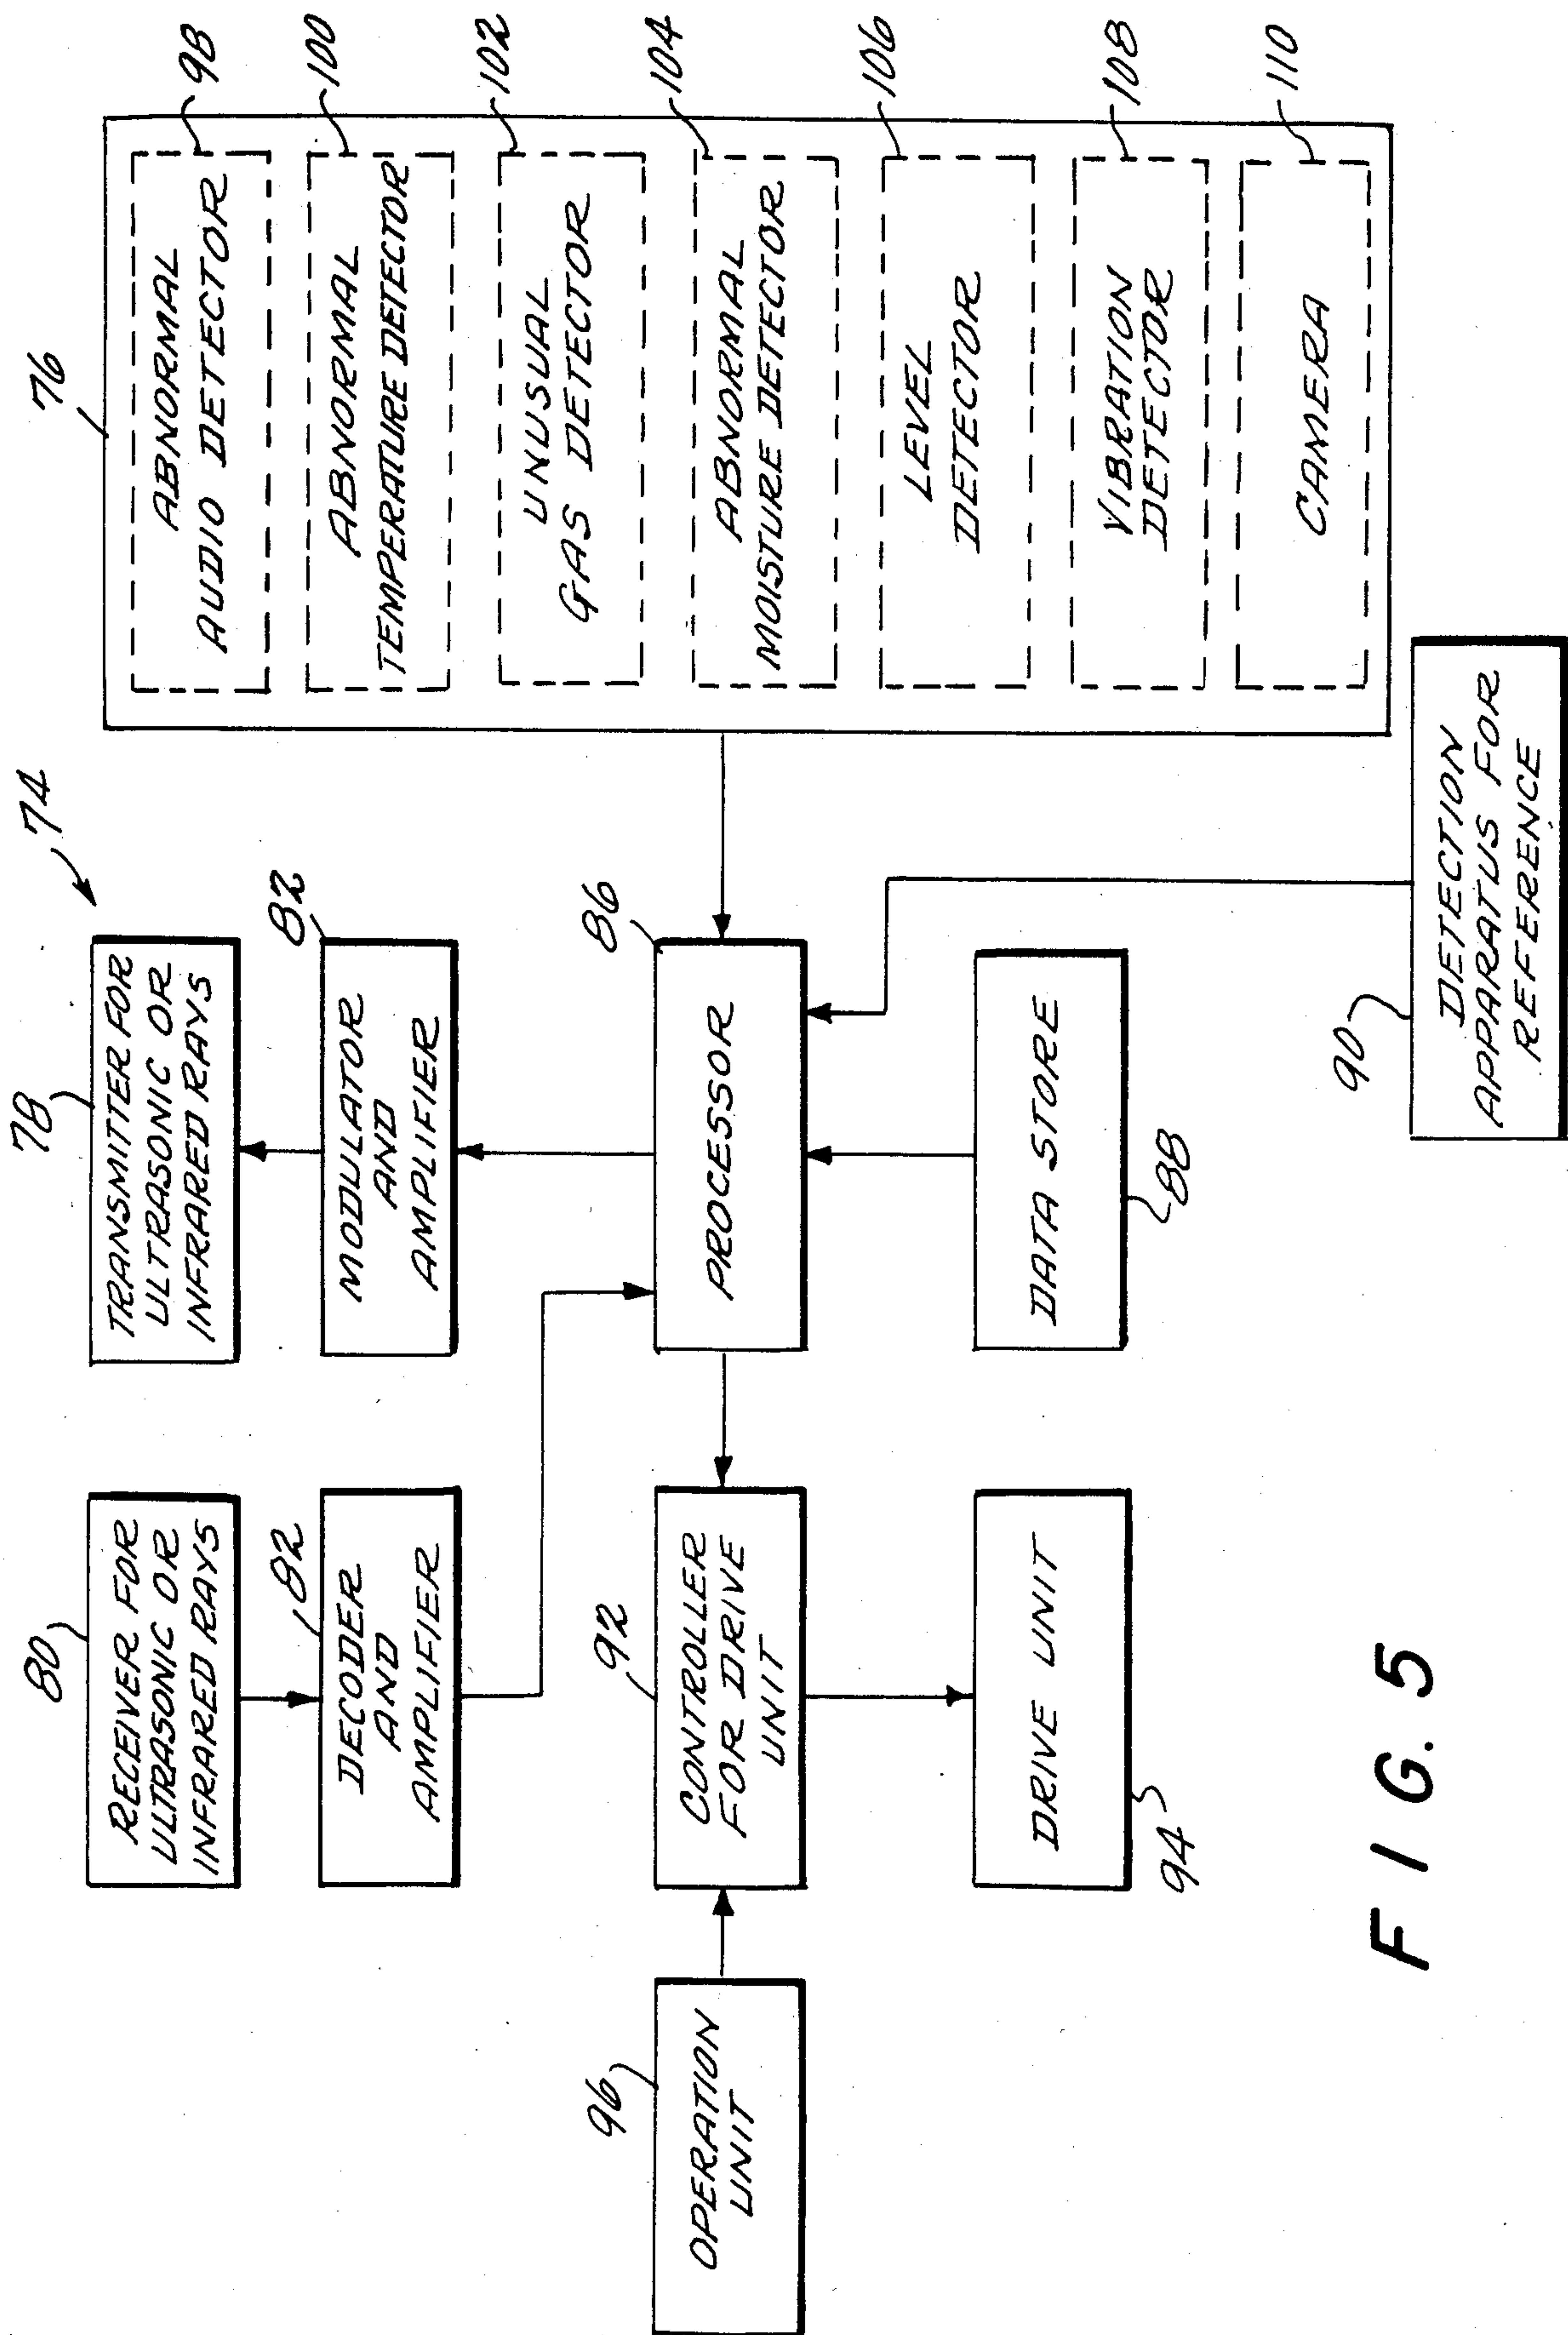 74
80
RECEIVER FOR
ULTRASONIC OR
INFRARED RAYS
78
TRANSMITTER FOR
ULTRASONIC OR
INFRARED RAYS
82
DECODER
AND
AMPLIFIER
82
MODULATOR
AND
AMPLIFIER
96
OPERATION
UNIT
92
CONTROLLER
FOR DRIVE
UNIT
86
PROCESSOR
94
DRIVE UNIT
DATA STORE
88
90
DETECTION
APPARATUS FOR
REFERENCE
76
ABNORMAL
AUDIO DETECTOR
98
ABNORMAL
TEMPERATURE DETECTOR
100
UNUSUAL
GAS DETECTOR
102
ABNORMAL
MOISTURE DETECTOR
104
LEVEL
DETECTOR
106
VIBRATION
DETECTOR
108
CAMERA
110
FIG. 5